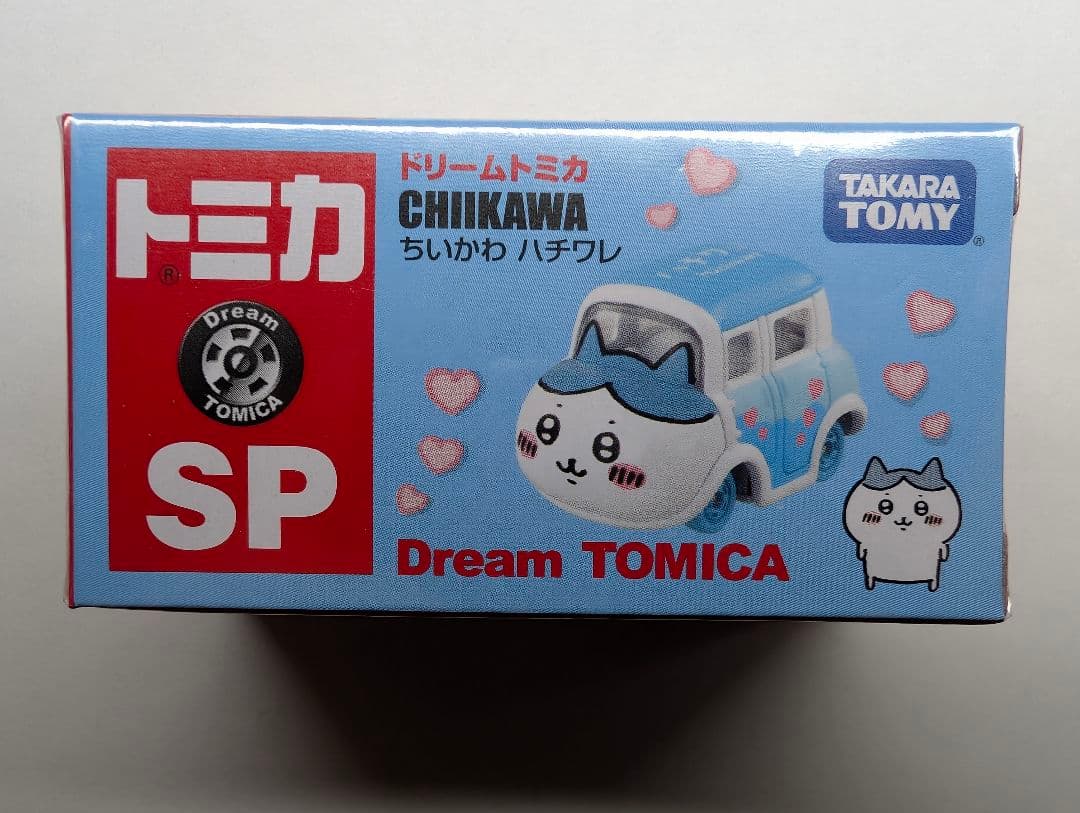 トミカ
®
Dream
TOMICA
SP
ドリームトミカ
CHIIKAWA
ちいかわ ハチワレ
TAKARA
TOMY
®
Dream TOMICA